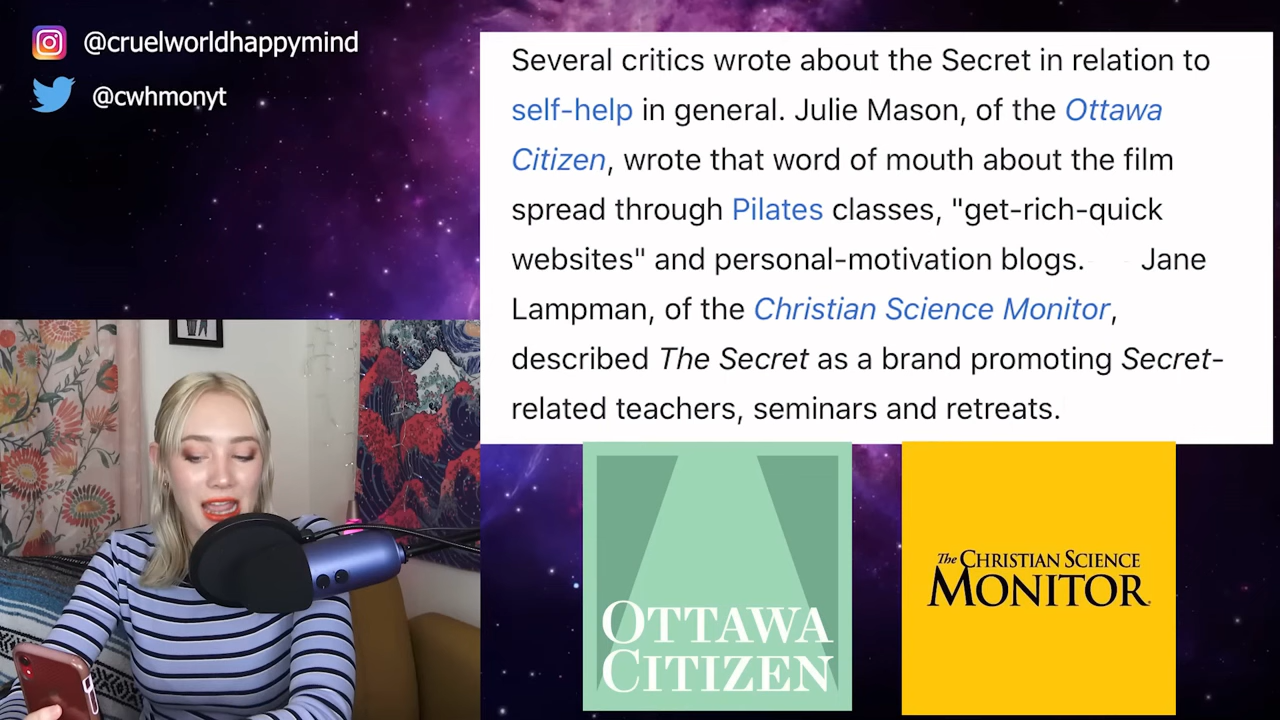 @cruelworldhappymind
@cwhmonyt
Several critics wrote about the Secret in relation to
self-help in general. Julie Mason, of the Ottawa
Citizen, wrote that word of mouth about the film
spread through Pilates classes, "get-rich-quick
websites" and personal-motivation blogs. Jane
Lampman, of the Christian Science Monitor,
described The Secret as a brand promoting Secret-
related teachers, seminars and retreats.
OTTAWA
CITIZEN
The CHRISTIAN SCIENCE
MONITOR